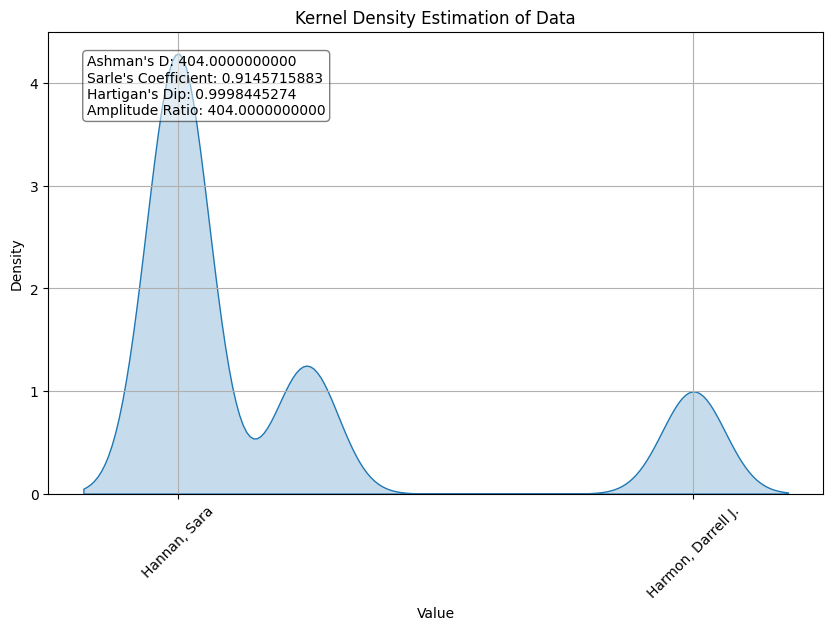 Kernel Density Estimation of Data
Ashman's D: 404.0000000000
Sarle's Coefficient: 0.9145715883
Hartigan's Dip: 0.9998445274
Amplitude Ratio: 404.0000000000
4
3
2
1
0
Density
Hannan, Sara
Harmon, Darrell J.
Value